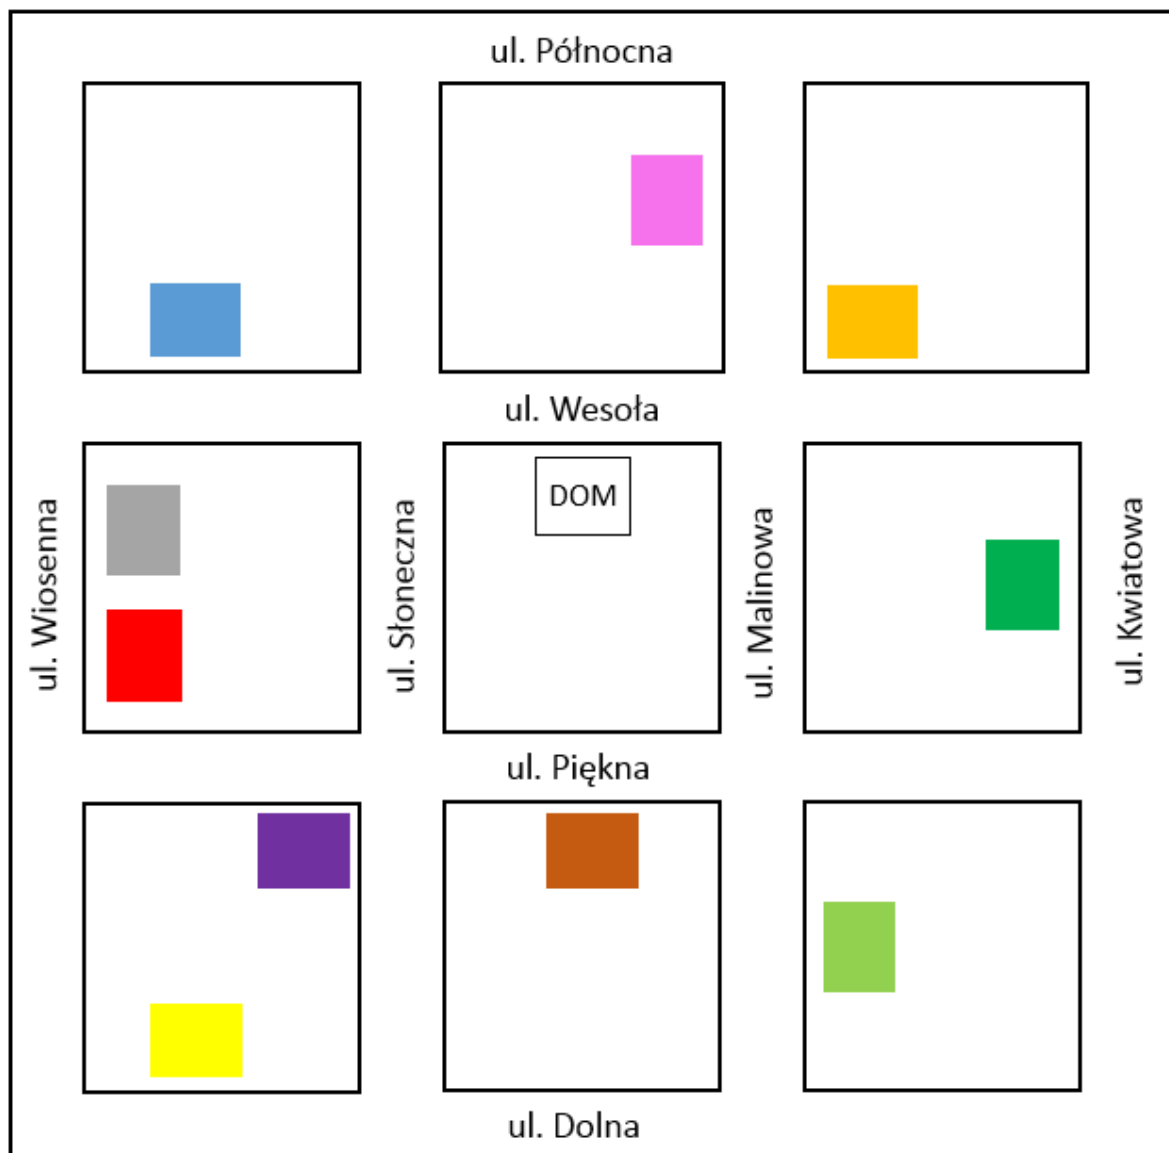 ul. Północna
ul. Wesoła
DOM
ul. Wiosenna
ul. Słoneczna
ul. Malinowa
ul. Kwiatowa
ul. Piękna
ul. Dolna